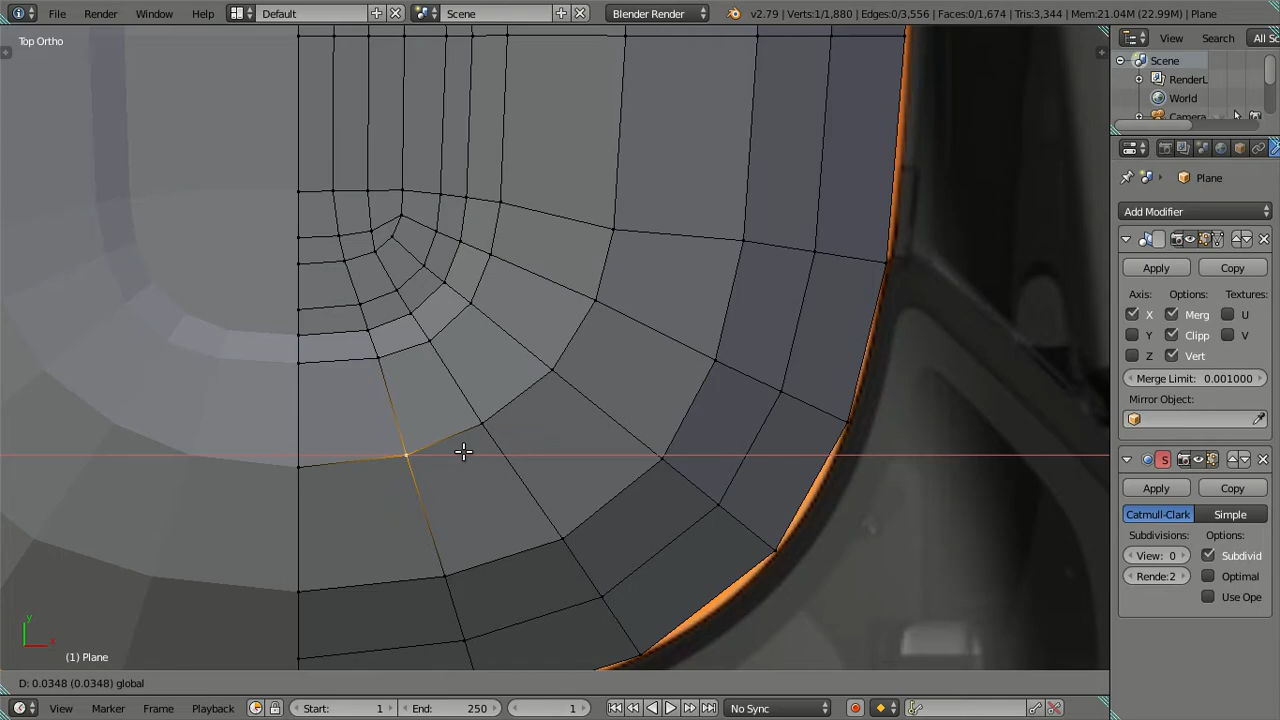 File Render Window Help Default Scene Blender Render v2.79 | Verts:1/1,880 | Edges:0/3,556 | Faces:0/1,674 | Tris:3,344 | Mem:21.04M (22.99M) | Plane
Top Ortho
View Search All Sc
Scene
RenderL
World
Camera
Plane
Add Modifier
Apply Copy
Axis: Options: Textures:
X Merg U
Y Clipp V
Z Vert
Merge Limit: 0.001000
Mirror Object:
S
Apply Copy
Catmull-Clark Simple
Subdivisions: Options:
View: 0 Subdivid
Rende:2 Optimal
Use Ope
y
x
(1) Plane
D: 0.0348 (0.0348) global
View Marker Frame Playback Start: 1 End: 250 1 No Sync